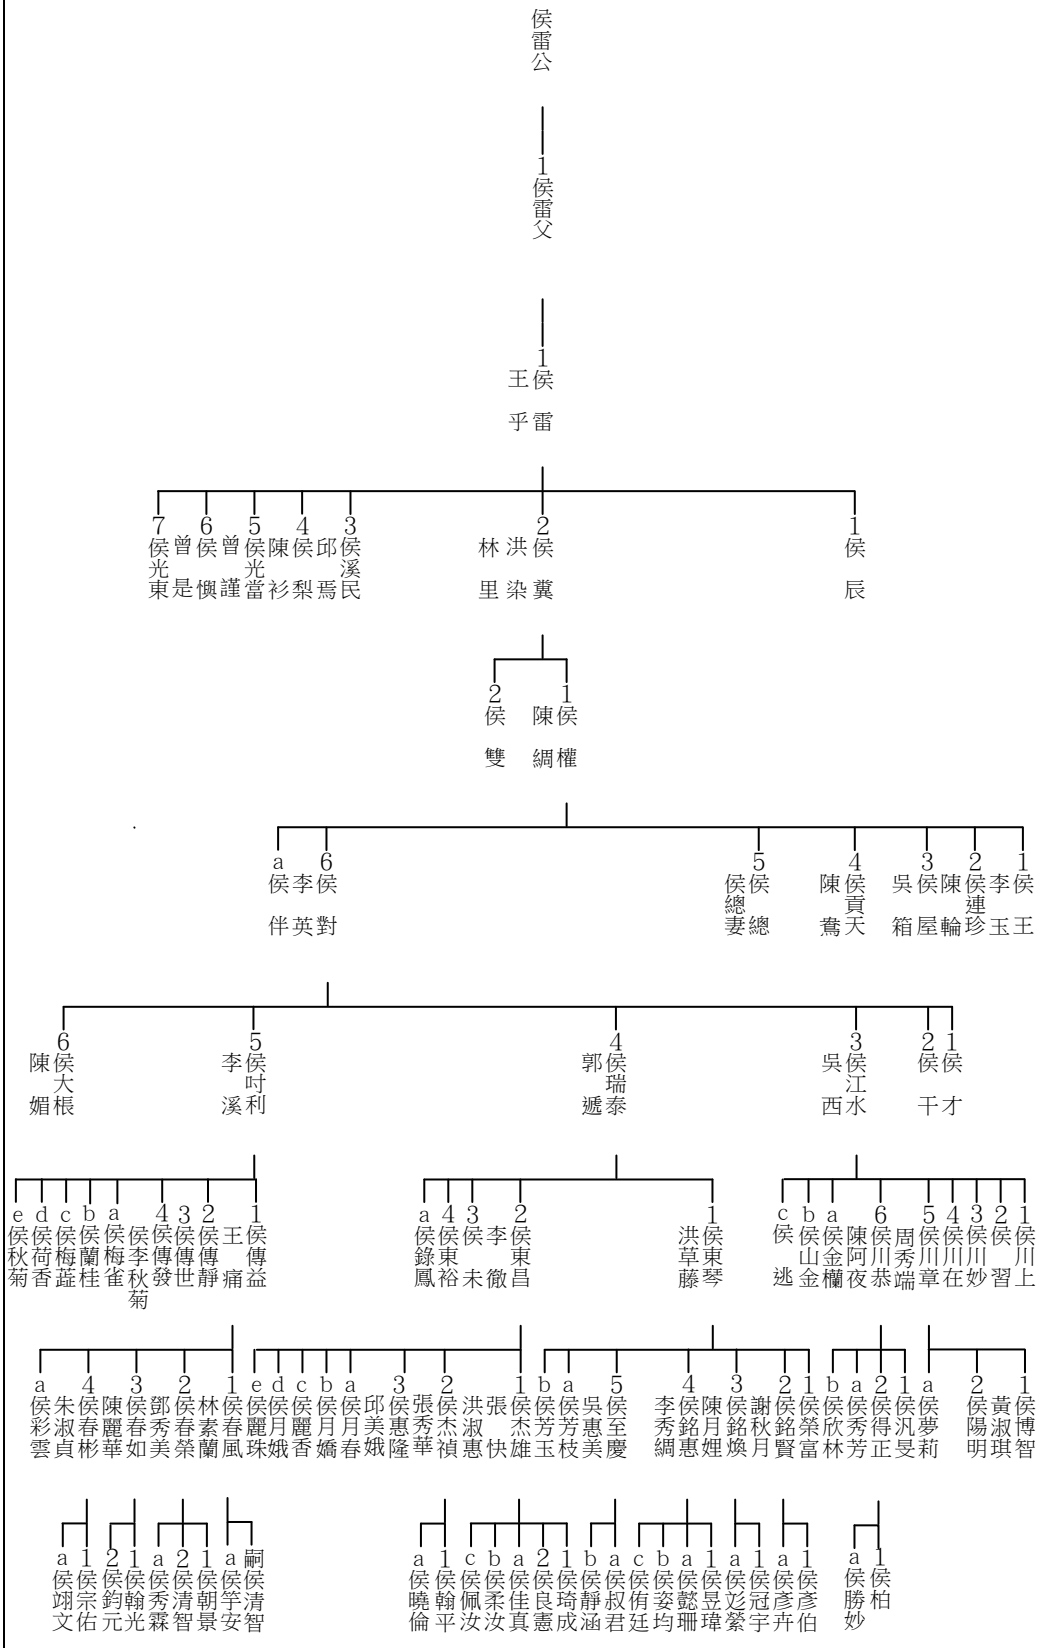 侯雷公
1侯雷父
1侯　雷
王　乎
1侯　辰
2侯　冀
洪　染
林　里
3侯溪民
邱　焉
4侯　梨
陳　衫
5侯光當
曾　謹
6侯　懊
曾　是
7侯光東
1侯　權
陳　綢
2侯　雙
1侯　王
李　玉
2侯連珍
陳　輪
3侯　屋
吳　箱
4侯貢天
陳　鴦
5侯　總
侯總妻
6侯　對
李　英
a侯　伴
1侯　才
2侯　干
3侯江水
吳　西
4侯瑞泰
郭　遞
5侯吋利
李　溪
6侯大棖
陳　媚
1侯川上
2侯　習
3侯川妙
4侯川在
5侯川章
周秀端
6侯川恭
陳阿夜
a侯金欄
b侯山金
c侯　逃
1侯東琴
洪草藤
2侯東昌
李　徹
3侯　未
4侯東裕
a侯錄鳳
1侯傳益
王　痛
2侯傳靜
3侯傳世
4侯傳發
侯李秋菊
a侯梅雀
b侯蘭桂
c侯梅莚
d侯荷香
e侯秋菊
1侯博智
黃淑琪
2侯陽明
a侯夢莉
1侯汎旻
2侯得正
a侯秀芳
b侯欣林
1侯榮富
2侯銘賢
謝秋月
3侯銘煥
陳月娌
4侯銘惠
李秀綢
5侯至慶
吳惠美
a侯芳枝
b侯芳玉
1侯杰雄
張　快
洪淑惠
2侯杰禎
張秀華
3侯惠隆
邱美娥
a侯月春
b侯月嬌
c侯麗香
d侯月娥
e侯麗珠
1侯春風
林素蘭
2侯春榮
鄧秀美
3侯春如
陳麗華
4侯春彬
朱淑貞
a侯彩雲
1侯柏
a侯勝妙
1侯彥伯
a侯彥卉
1侯冠宇
a侯彣縈
1侯昱瑋
a侯懿珊
b侯姿均
c侯侑廷
a侯叔君
b侯靜涵
1侯琦成
2侯良憲
a侯佳真
b侯柔汝
c侯佩汝
1侯翰平
a侯曉倫
嗣侯清智
a侯竽安
1侯朝景
2侯清智
a侯秀霖
1侯翰光
2侯鈞元
1侯宗佑
a侯翊文